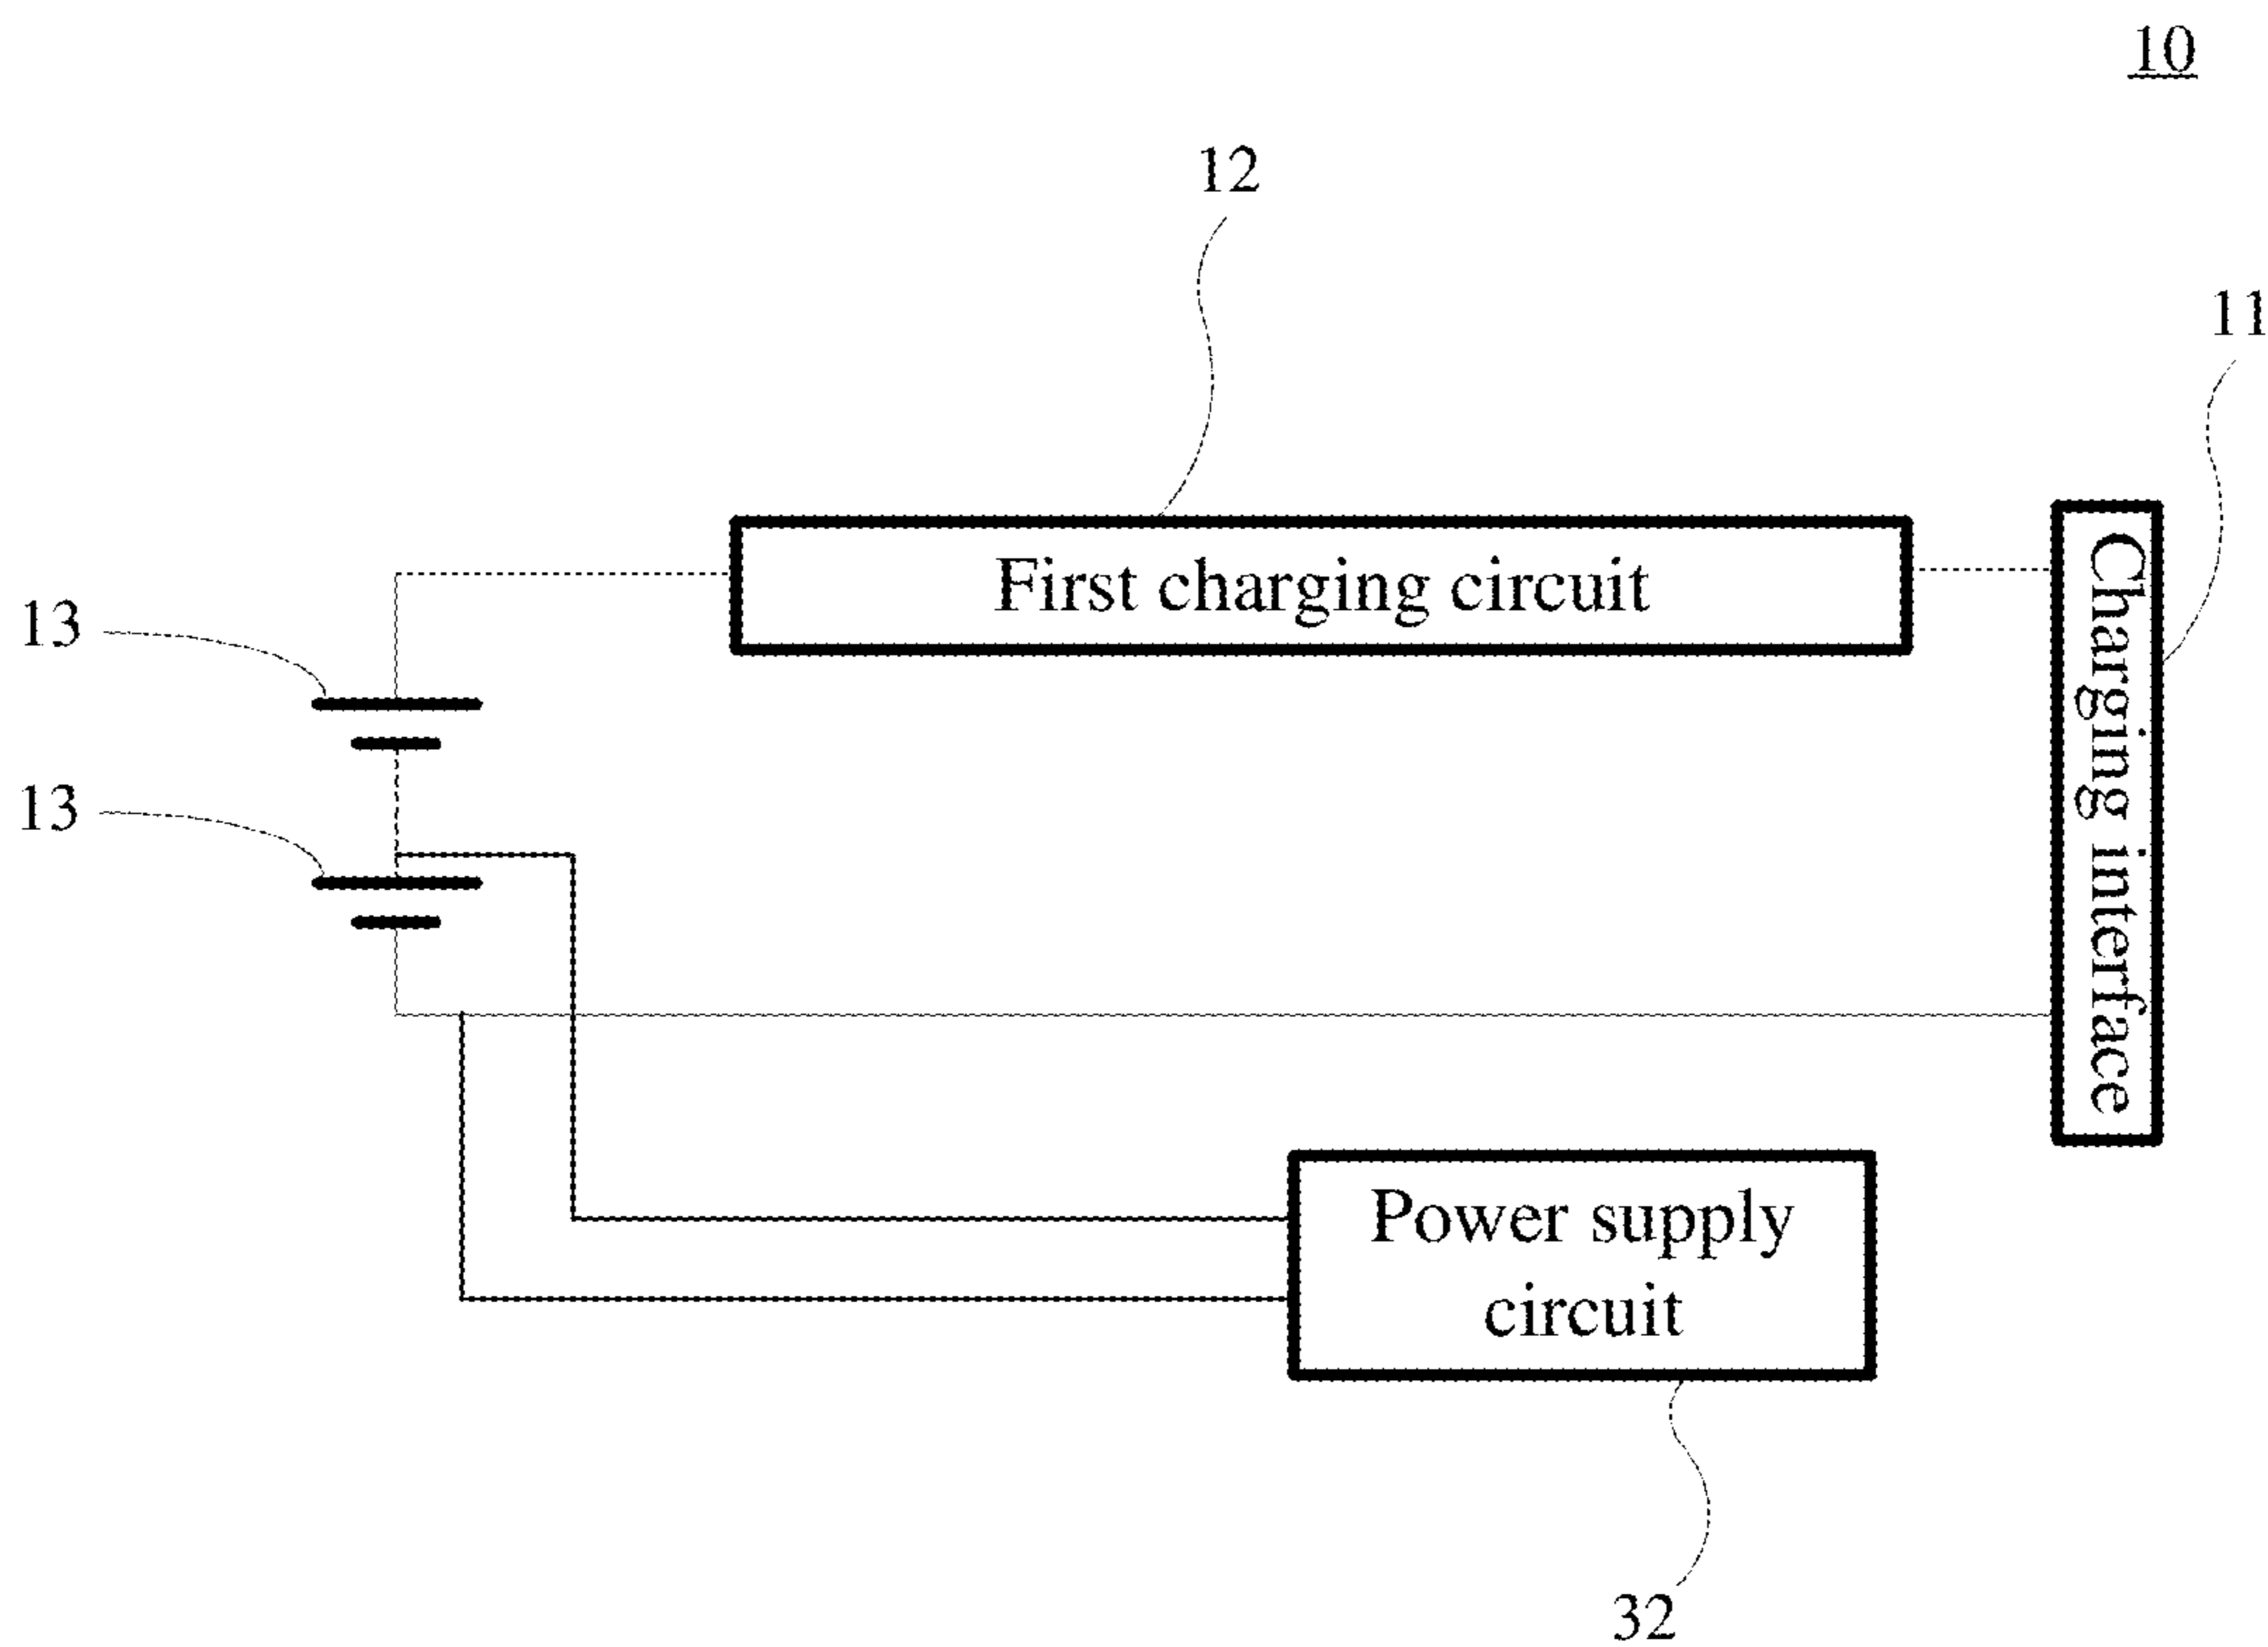 10
12
11
First charging circuit
Charging interface
13
13
Power supply
circuit
32